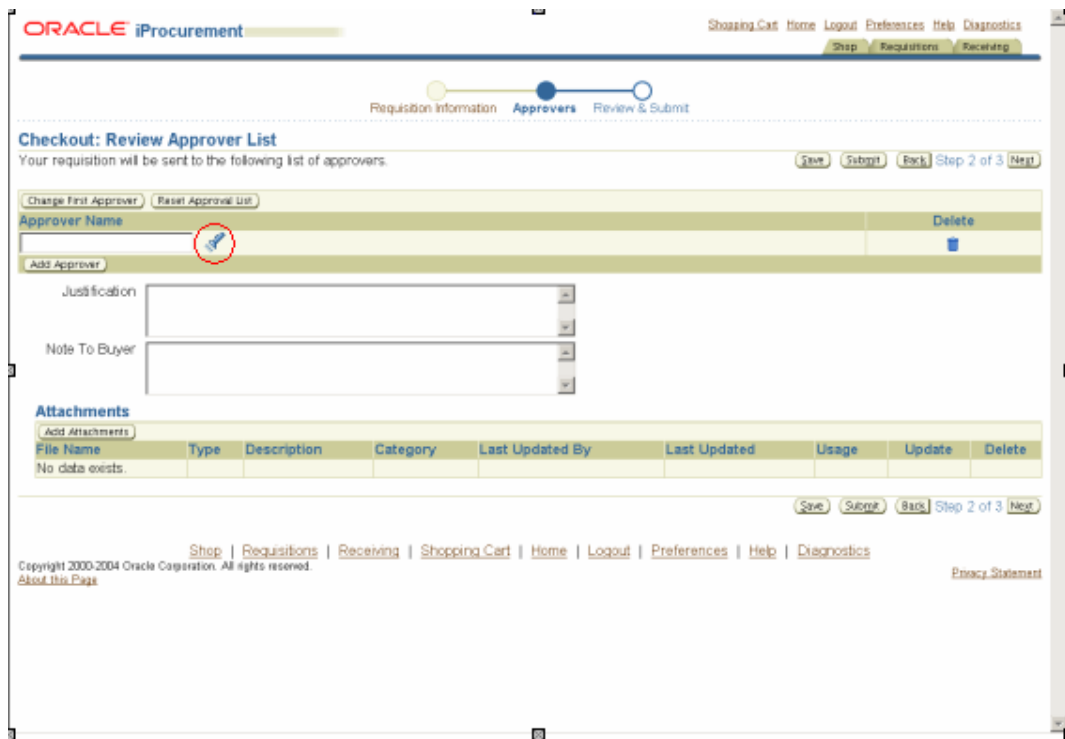 ORACLE iProcurement
Shopping Cart Home Logout Preferences Help Diagnostics
Shop Requisitions Receiving
Requisition Information Approvers Review & Submit
Checkout: Review Approver List
Your requisition will be sent to the following list of approvers.
Save Submit Back Step 2 of 3 Next
Change First Approver Reset Approval List
Approver Name Delete
Add Approver
Justification
Note To Buyer
Attachments
Add Attachments
File Name Type Description Category Last Updated By Last Updated Usage Update Delete
No data exists.
Save Submit Back Step 2 of 3 Next
Shop | Requisitions | Receiving | Shopping Cart | Home | Logout | Preferences | Help | Diagnostics
Copyright 2000-2004 Oracle Corporation. All rights reserved.
About this Page Privacy Statement